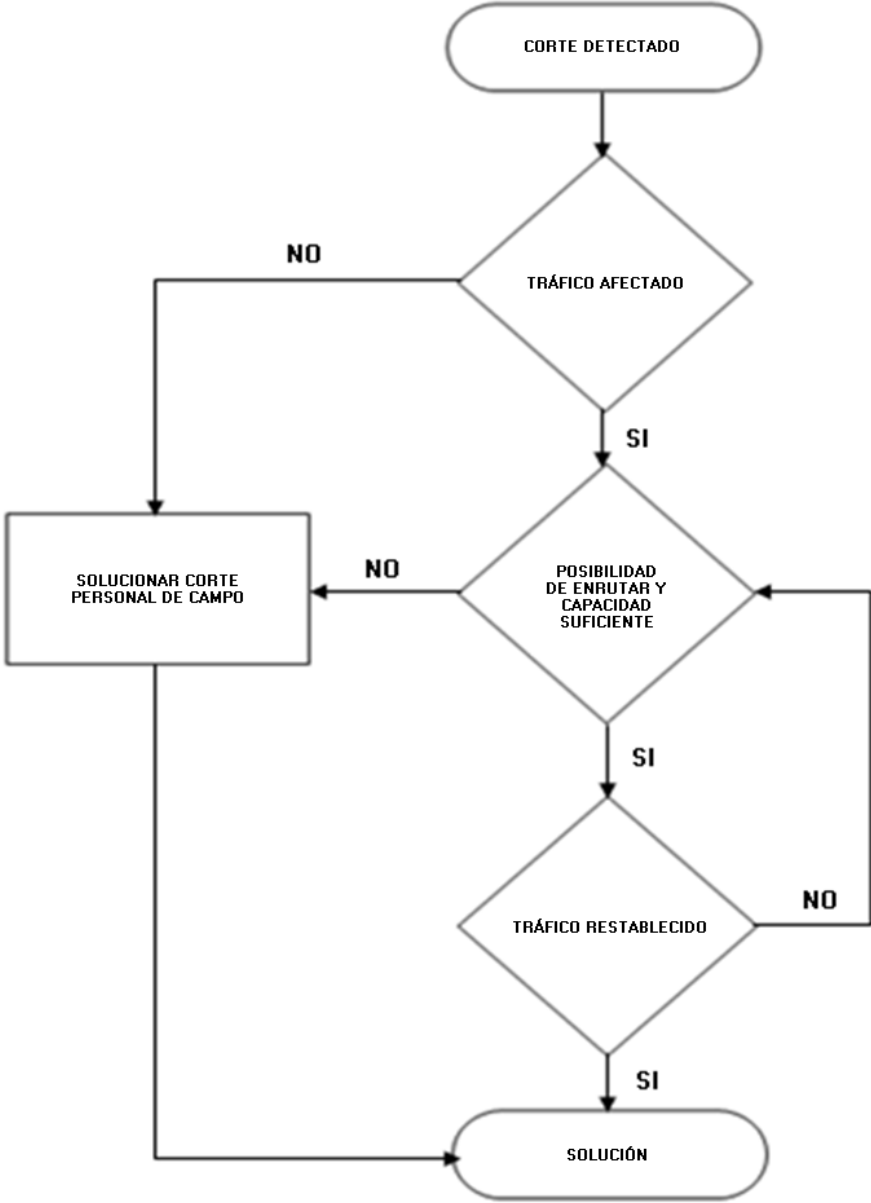 CORTE DETECTADO
NO
TRÁFICO AFECTADO
SI
SOLUCIONAR CORTE
PERSONAL DE CAMPO
NO
POSIBILIDAD
DE ENRUTAR Y
CAPACIDAD
SUFICIENTE
SI
NO
TRÁFICO RESTABLECIDO
SI
SOLUCIÓN